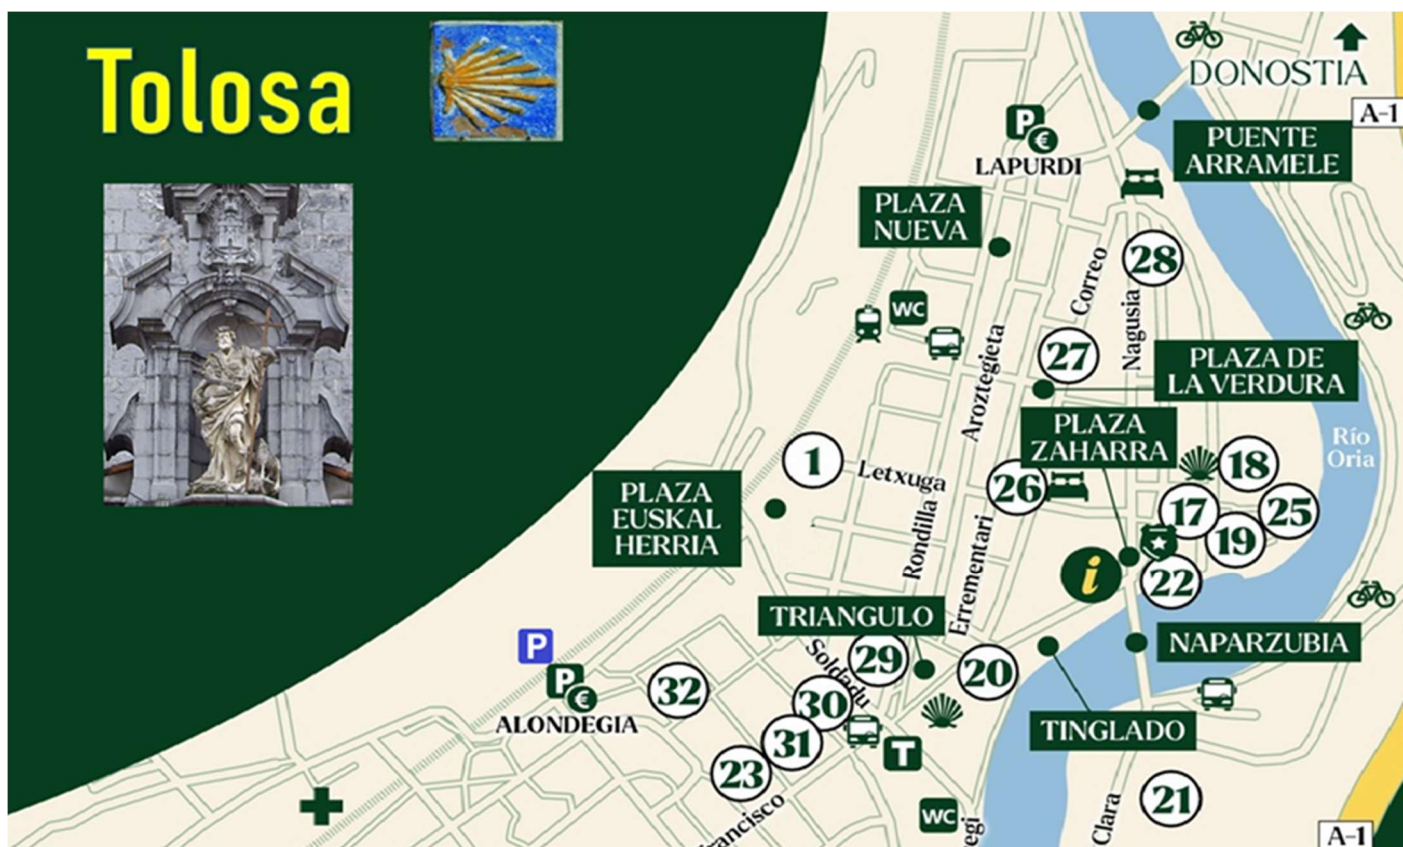 Tolosa
DONOSTIA
A-1
P
€
LAPURDI
PUENTE
ARRAMELE
PLAZA
NUEVA
Correo
28
Nagusia
WC
27
Aroztegieta
PLAZA DE
LA VERDURA
PLAZA
ZAHARRA
Río
Oria
1
Letxuga
26
18
17
25
19
PLAZA
EUSKAL
HERRIA
Rondilla
Errementari
i
22
TRIANGULO
NAPARZUBIA
P
P
€
ALONDEGIA
32
Soldadu
29
20
30
31
23
T
TINGLADO
21
WC
rancisco
egi
Clara
A-1